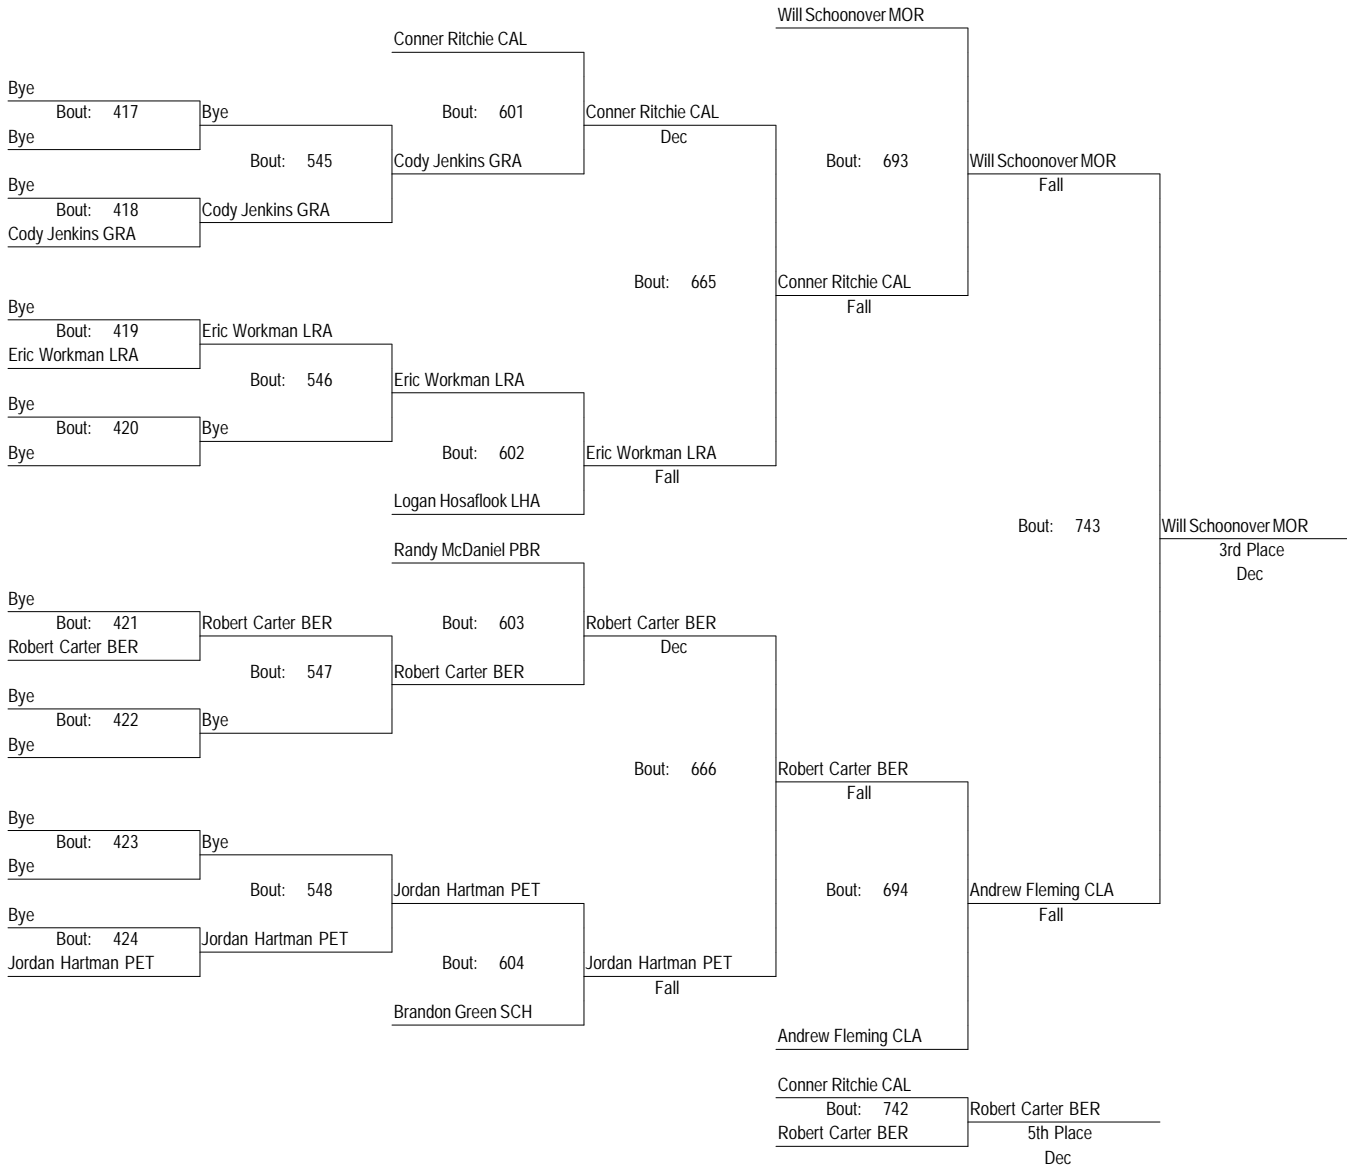 Will Schoonover MOR
Conner Ritchie CAL
Bye
Bout: 417 Bye Bout: 601 Conner Ritchie CAL
Bye Dec
Bout: 545 Cody Jenkins GRA Bout: 693 Will Schoonover MOR
Bye Fall
Bout: 418 Cody Jenkins GRA
Cody Jenkins GRA
Bout: 665 Conner Ritchie CAL
Bye Fall
Bout: 419 Eric Workman LRA
Eric Workman LRA
Bout: 546 Eric Workman LRA
Bye
Bout: 420 Bye
Bye Bout: 602 Eric Workman LRA
Fall
Logan Hosaflook LHA
Bout: 743 Will Schoonover MOR
Randy McDaniel PBR 3rd Place
Dec
Bye
Bout: 421 Robert Carter BER Bout: 603 Robert Carter BER
Robert Carter BER Dec
Bout: 547 Robert Carter BER
Bye
Bout: 422 Bye
Bye
Bout: 666 Robert Carter BER
Fall
Bye
Bout: 423 Bye
Bye
Bout: 548 Jordan Hartman PET Bout: 694 Andrew Fleming CLA
Bye Fall
Bout: 424 Jordan Hartman PET
Jordan Hartman PET Bout: 604 Jordan Hartman PET
Fall
Brandon Green SCH
Andrew Fleming CLA
Conner Ritchie CAL
Bout: 742 Robert Carter BER
Robert Carter BER 5th Place
Dec